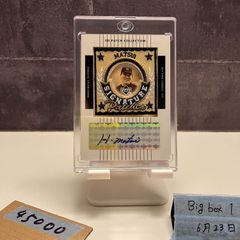 MATSUI
SIGNATURE
H. Matsui
45000
Big box 1
6月23日